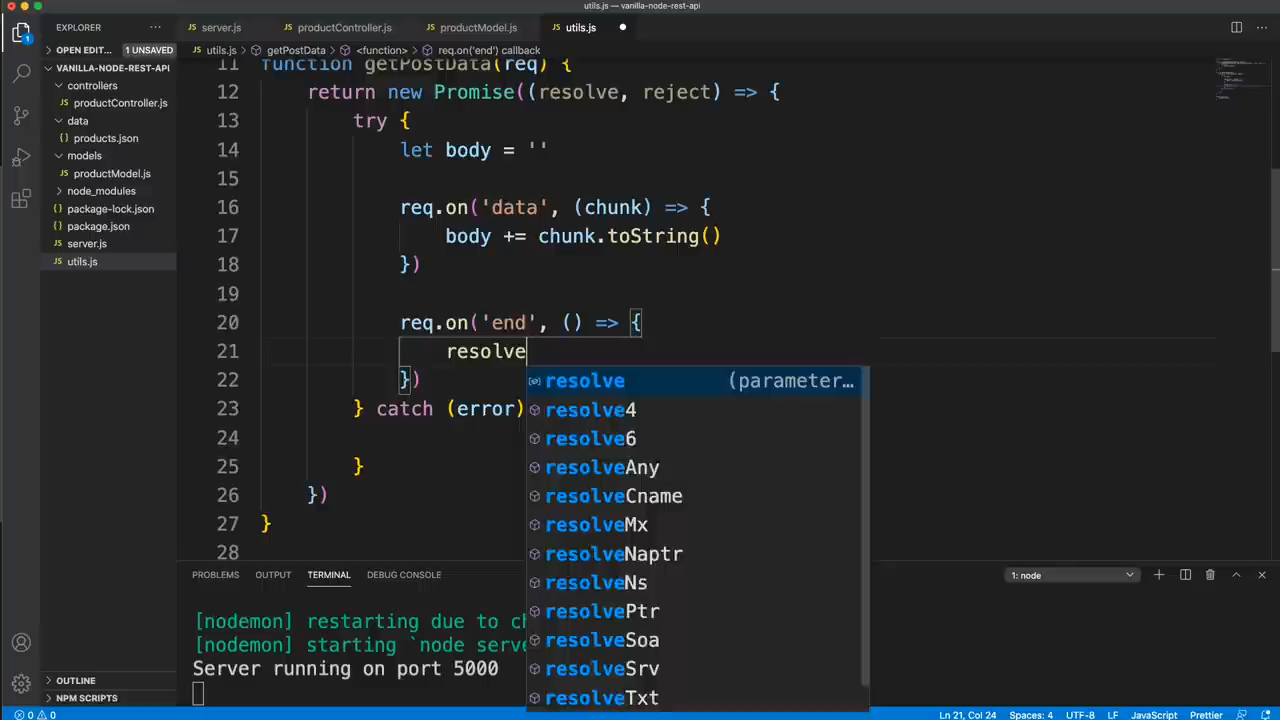 utils.js — vanilla-node-rest-api
EXPLORER
server.js
productController.js
productModel.js
utils.js
OPEN EDIT... 1 UNSAVED
utils.js > getPostData > <function> > req.on('end') callback
VANILLA-NODE-REST-API
controllers
productController.js
data
products.json
models
productModel.js
node_modules
package-lock.json
package.json
server.js
utils.js
OUTLINE
NPM SCRIPTS
11 function getPostData(req) {
12 return new Promise((resolve, reject) => {
13 try {
14 let body = ''
15
16 req.on('data', (chunk) => {
17 body += chunk.toString()
18 })
19
20 req.on('end', () => {
21 resolve
22 })
23 } catch (error)
24
25 }
26 })
27 }
28
resolve (parameter...
resolve4
resolve6
resolveAny
resolveCname
resolveMx
resolveNaptr
resolveNs
resolvePtr
resolveSoa
resolveSrv
resolveTxt
PROBLEMS OUTPUT TERMINAL DEBUG CONSOLE
1: node
[nodemon] restarting due to ch
[nodemon] starting `node serve
Server running on port 5000
0 0
Ln 21, Col 24 Spaces: 4 UTF-8 LF JavaScript Prettier